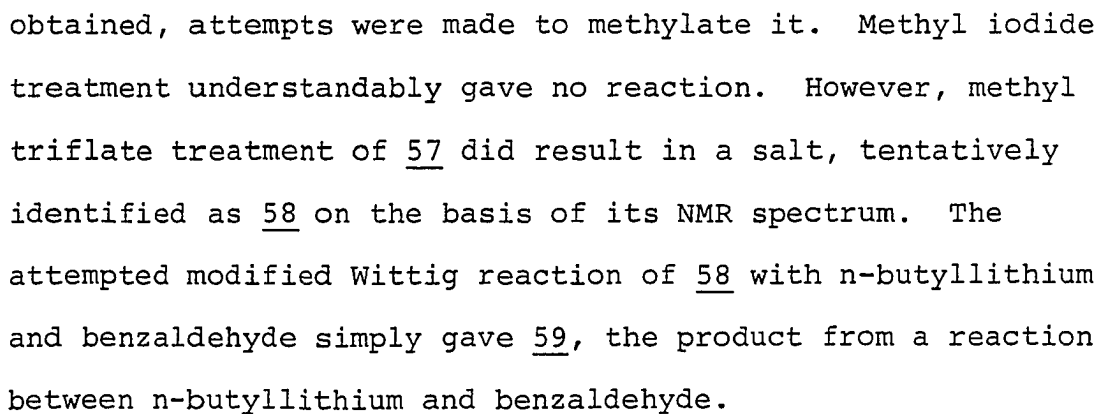 obtained, attempts were made to methylate it.  Methyl iodide
treatment understandably gave no reaction.  However, methyl
triflate treatment of 57 did result in a salt, tentatively
identified as 58 on the basis of its NMR spectrum.  The
attempted modified Wittig reaction of 58 with n-butyllithium
and benzaldehyde simply gave 59, the product from a reaction
between n-butyllithium and benzaldehyde.